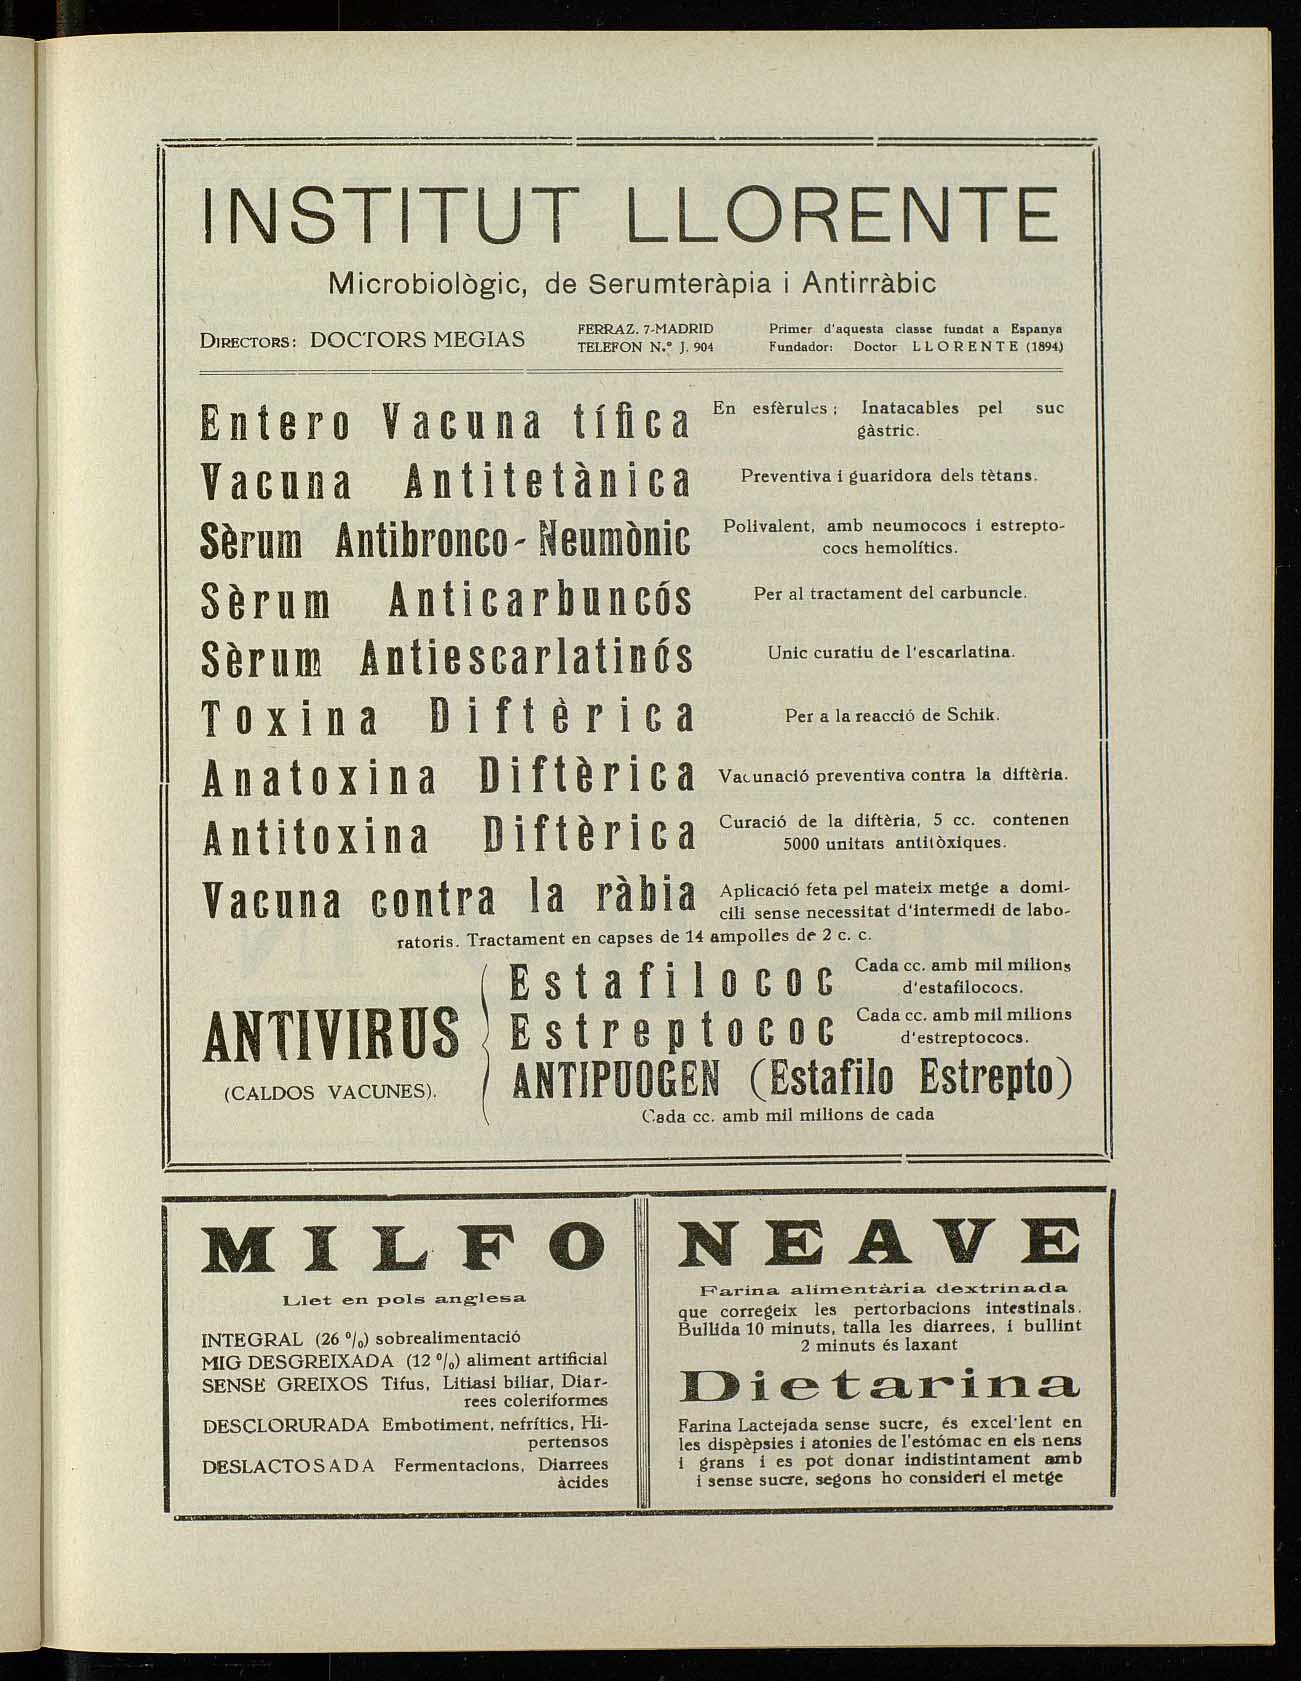 INSTITUT LLORENTE
Microbiològic, de Serumteràpia i Antirràbic
DIRECTORS: DOCTORS MEGIAS
FERRAZ. 7-MADRID
TELEFON N.º J. 904
Primer d'aquesta classe fundat a Espanya
Fundador: Doctor LLORENTE (1894)
Entero Vacuna tífica
En esfèrules; Inatacables pel suc
gàstric.
Vacuna Antitetànica
Preventiva i guaridora dels tètans.
Sèrum Antibronco-Neumònic
Polivalent, amb neumococs i estrepto-
cocs hemolítics.
Sèrum Anticarbuncós
Per al tractament del carbuncle.
Sèrum Antiescarlatinós
Unic curatiu de l'escarlatina.
Toxina Diftèrica
Per a la reacció de Schik.
Anatoxina Diftèrica
Vacunació preventiva contra la diftèria.
Antitoxina Diftèrica
Curació de la diftèria, 5 cc. contenen
5000 unitats antitòxiques.
Vacuna contra la ràbia
Aplicació feta pel mateix metge a domi-
cili sense necessitat d'intermedi de labo-
ratoris. Tractament en capses de 14 ampolles de 2 c. c.
ANTIVIRUS
(CALDOS VACUNES).
Estafilococ
Cada cc. amb mil milions
d'estafilococs.
Estreptococ
Cada cc. amb mil milions
d'estreptococs.
ANTIPUOGEN (Estafilo Estrepto)
Cada cc. amb mil milions de cada
MILFO
Llet en pols anglesa
INTEGRAL (26 º/o) sobrealimentació
MIG DESGREIXADA (12 º/o) aliment artificial
SENSE GREIXOS Tifus, Litiasi biliar, Diar-
rees coleriformes
DESCLORURADA Embotiment, nefrítics, Hi-
pertensos
DESLACTOSADA Fermentacions, Diarrees
àcides
NEAVE
Farina alimentària dextrinada
que corregeix les pertorbacions intestinals.
Bullida 10 minuts, talla les diarrees, i bullint
2 minuts és laxant
Dietarina
Farina Lactejada sense sucre, és excel'lent en
les dispèpsies i atonies de l'estómac en els nens
i grans i es pot donar indistintament amb
i sense sucre, segons ho consideri el metge